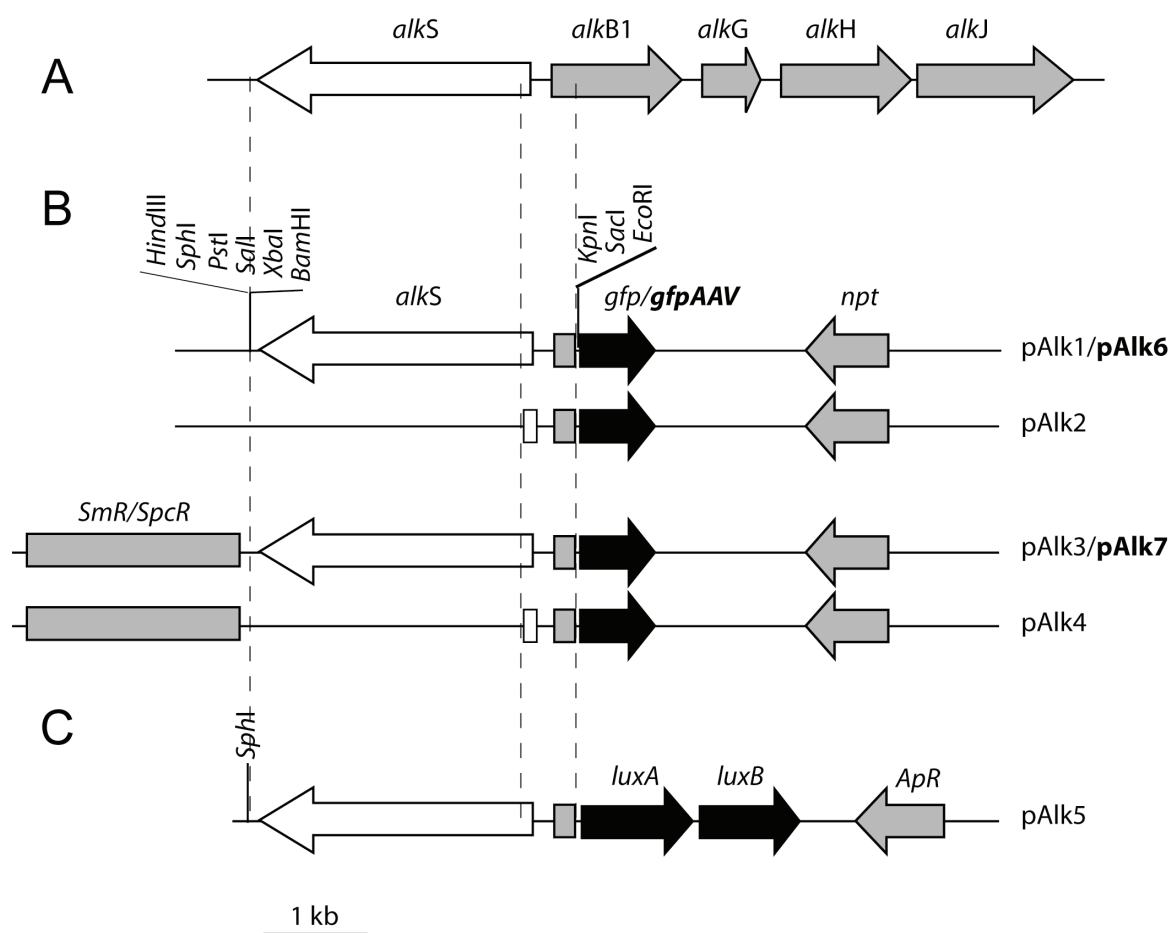 A
alkS alkB1 alkG alkH alkJ
B
HindIII
SphI
PstI
SalI
XbaI
BamHI
KpnI
SacI
EcoRI
alkS gfp/gfpAAV npt
pAlk1/pAlk6
pAlk2
SmR/SpcR
pAlk3/pAlk7
pAlk4
C
SphI
luxA luxB ApR
pAlk5
1 kb